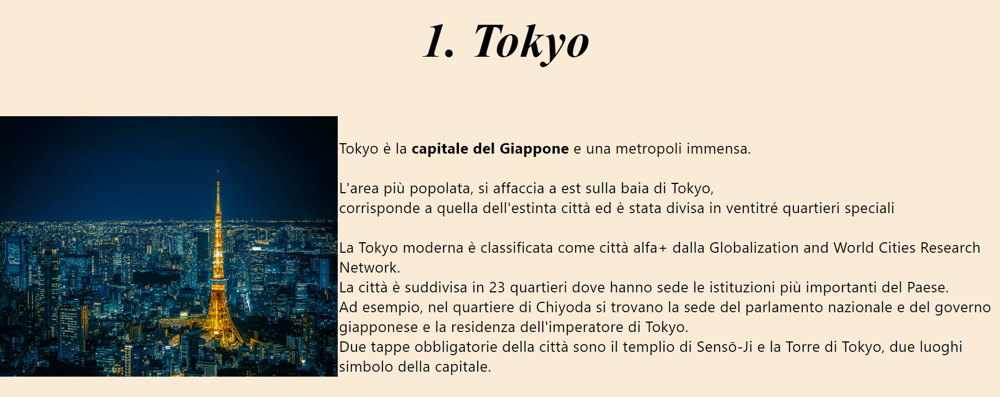 1. Tokyo
Tokyo è la capitale del Giappone e una metropoli immensa.
L'area più popolata, si affaccia a est sulla baia di Tokyo,
corrisponde a quella dell'estinta città ed è stata divisa in ventitré quartieri speciali
La Tokyo moderna è classificata come città alfa+ dalla Globalization and World Cities Research
Network.
La città è suddivisa in 23 quartieri dove hanno sede le istituzioni più importanti del Paese.
Ad esempio, nel quartiere di Chiyoda si trovano la sede del parlamento nazionale e del governo
giapponese e la residenza dell'imperatore di Tokyo.
Due tappe obbligatorie della città sono il templio di Sensō-Ji e la Torre di Tokyo, due luoghi
simbolo della capitale.